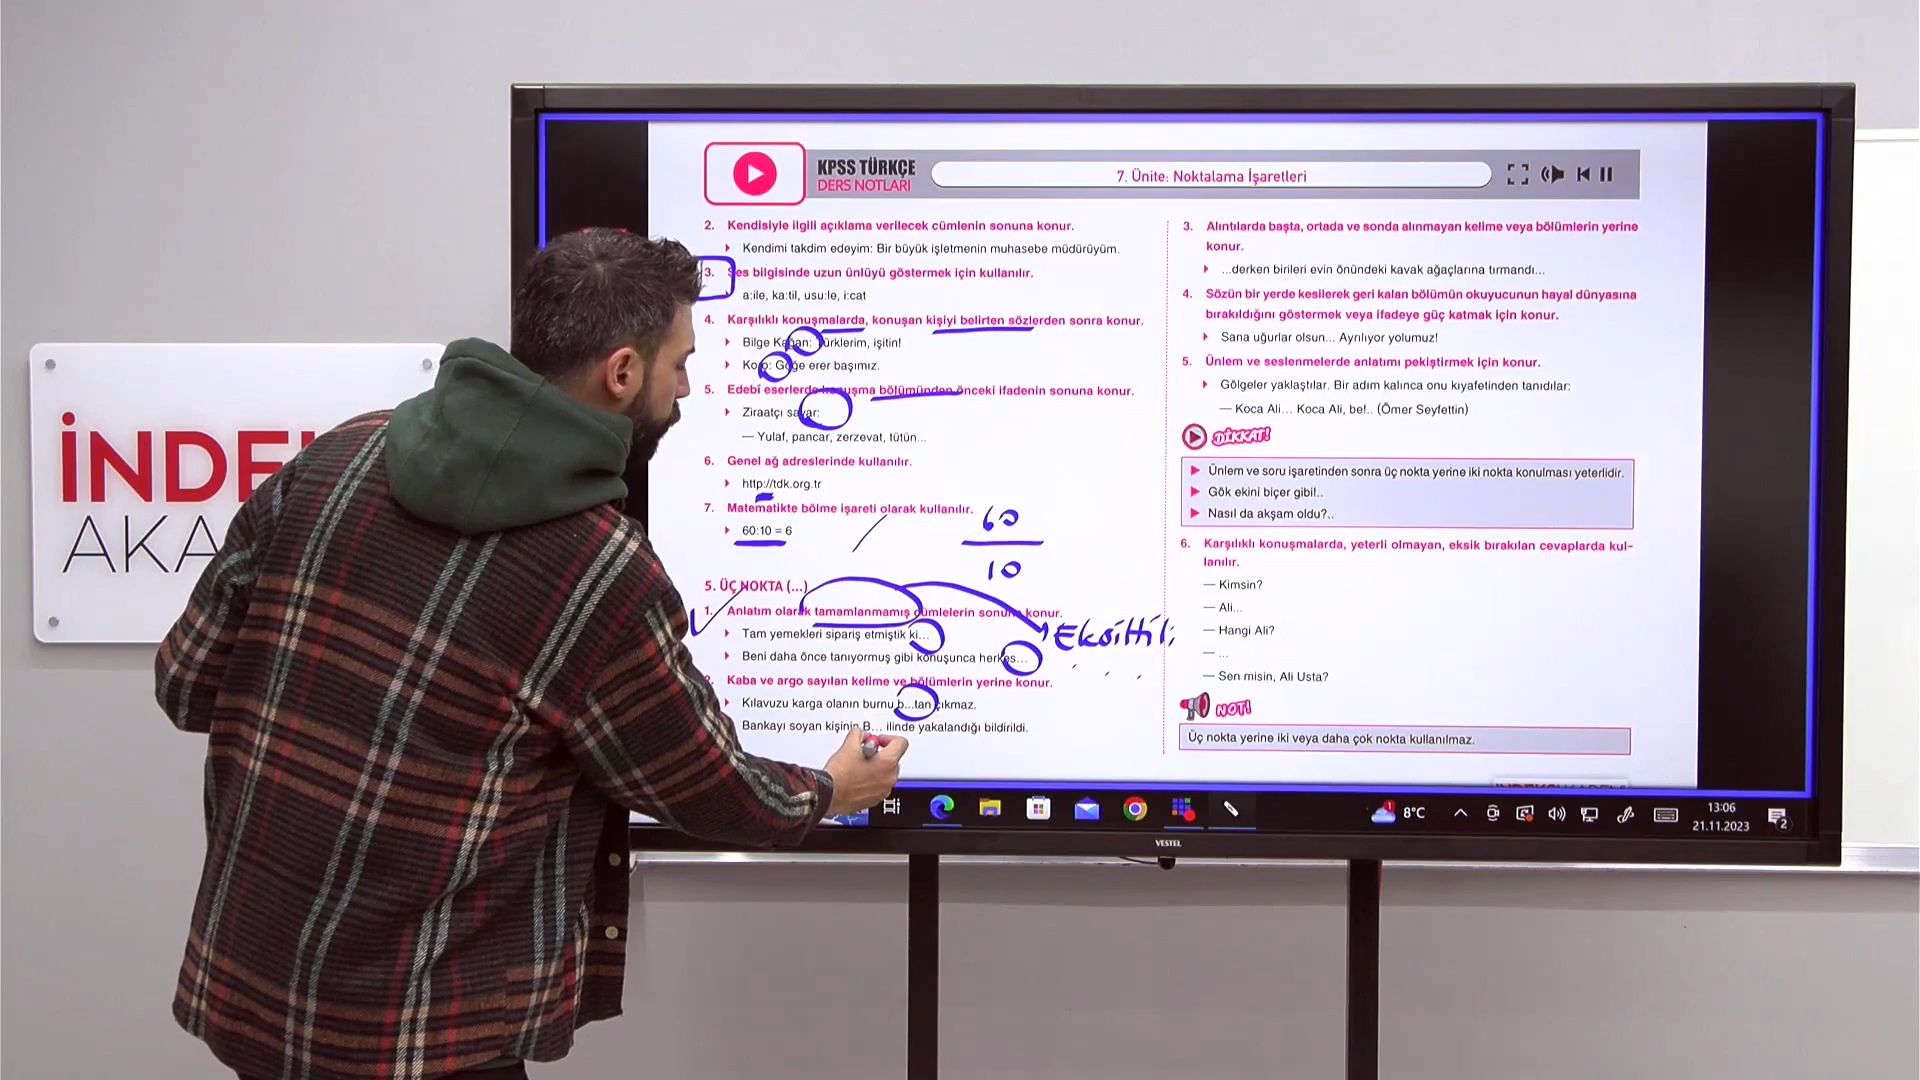 İNDE
AKA
KPSS TÜRKÇE
DERS NOTLARI
7. Ünite: Noktalama İşaretleri
2. Kendisiyle ilgili açıklama verilecek cümlenin sonuna konur.
Kendimi takdim edeyim: Bir büyük işletmenin muhasebe müdürüyüm.
3. Ses bilgisinde uzun ünlüyü göstermek için kullanılır.
a:ile, ka:til, usu:le, i:cat
4. Karşılıklı konuşmalarda, konuşan kişiyi belirten sözlerden sonra konur.
Bilge Kağan: Türklerim, işitin!
Koro: Göğe erer başımız.
5. Edebî eserlerde konuşma bölümünden önceki ifadenin sonuna konur.
Ziraatçı sayar:
— Yulaf, pancar, zerzevat, tütün...
6. Genel ağ adreslerinde kullanılır.
http://tdk.org.tr
7. Matematikte bölme işareti olarak kullanılır.
60:10 = 6
60
10
5. ÜÇ NOKTA (...)
1. Anlatım olarak tamamlanmamış cümlelerin sonuna konur.
Tam yemekleri sipariş etmiştik ki...
Beni daha önce tanıyormuş gibi konuşunca herkes...
Eksiltili
2. Kaba ve argo sayılan kelime ve bölümlerin yerine konur.
Kılavuzu karga olanın burnu b...tan çıkmaz.
Bankayı soyan kişinin B... ilinde yakalandığı bildirildi.
3. Alıntılarda başta, ortada ve sonda alınmayan kelime veya bölümlerin yerine
konur.
...derken birileri evin önündeki kavak ağaçlarına tırmandı...
4. Sözün bir yerde kesilerek geri kalan bölümün okuyucunun hayal dünyasına
bırakıldığını göstermek veya ifadeye güç katmak için konur.
Sana uğurlar olsun... Ayrılıyor yolumuz!
5. Ünlem ve seslenmelerde anlatımı pekiştirmek için konur.
Gölgeler yaklaştılar. Bir adım kalınca onu kıyafetinden tanıdılar:
— Koca Ali... Koca Ali, be!.. (Ömer Seyfettin)
DİKKAT!
Ünlem ve soru işaretinden sonra üç nokta yerine iki nokta konulması yeterlidir.
Gök ekini biçer gibi!..
Nasıl da akşam oldu?..
6. Karşılıklı konuşmalarda, yeterli olmayan, eksik bırakılan cevaplarda kul-
lanılır.
— Kimsin?
— Ali...
— Hangi Ali?
— ...
— Sen misin, Ali Usta?
NOT!
Üç nokta yerine iki veya daha çok nokta kullanılmaz.
1
8°C
13:06
21.11.2023
2
VESTEL